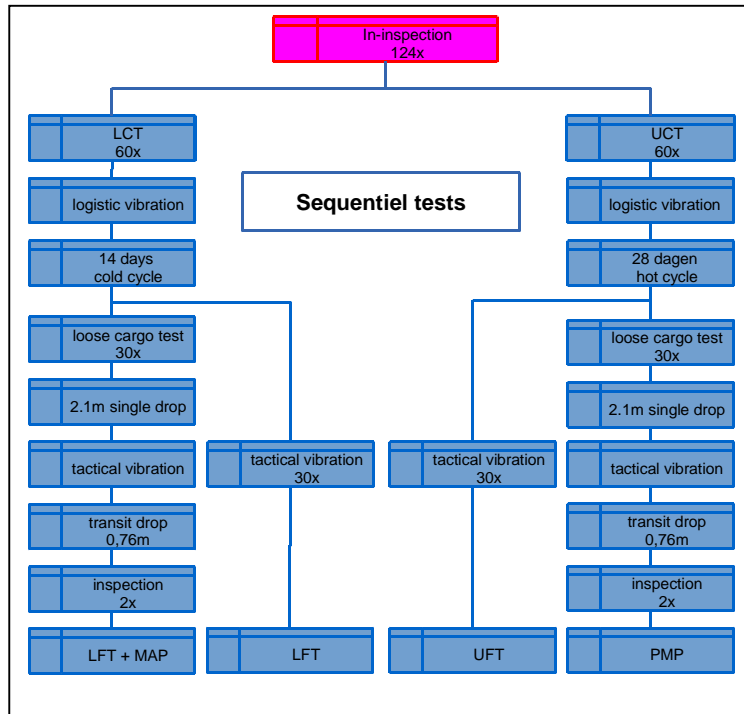 In-inspection
124x
LCT
60x
UCT
60x
logistic vibration
Sequentiel tests
logistic vibration
14 days
cold cycle
28 dagen
hot cycle
loose cargo test
30x
loose cargo test
30x
2.1m single drop
2.1m single drop
tactical vibration
tactical vibration
30x
tactical vibration
30x
tactical vibration
transit drop
0,76m
transit drop
0,76m
inspection
2x
inspection
2x
LFT + MAP
LFT
UFT
PMP